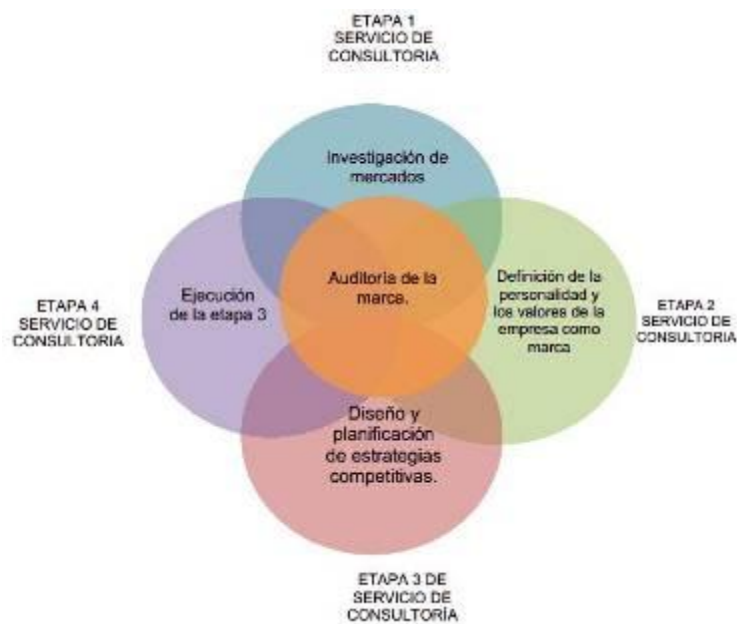 ETAPA 1
SERVICIO DE
CONSULTORIA
Investigación de
mercados
Auditoría de la
marca.
Definición de la
personalidad y
los valores de la
empresa como
marca
ETAPA 2
SERVICIO DE
CONSULTORIA
Ejecución
de la etapa 3
ETAPA 4
SERVICIO DE
CONSULTORIA
Diseño y
planificación
de estrategias
competitivas.
ETAPA 3 DE
SERVICIO DE
CONSULTORÍA